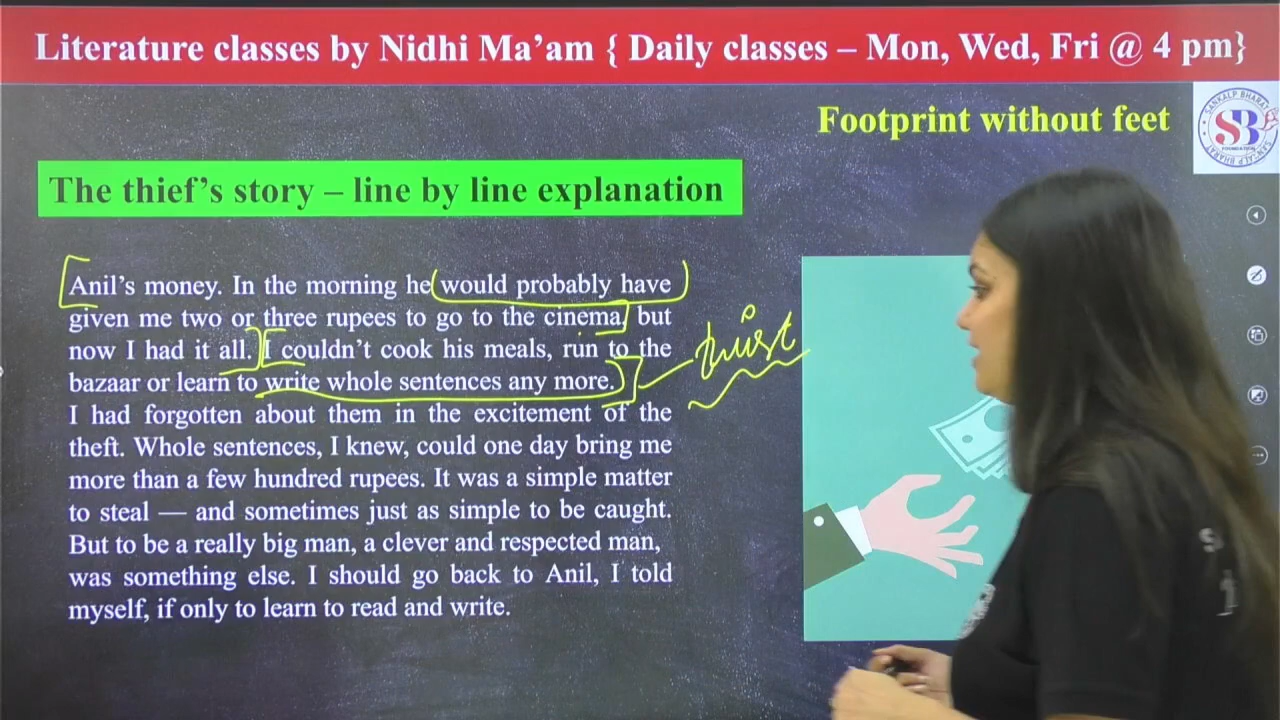 Literature classes by Nidhi Ma’am { Daily classes – Mon, Wed, Fri @ 4 pm}
Footprint without feet
SANKALP BHARAT
SB
FOUNDATION
The thief’s story – line by line explanation
Anil’s money. In the morning he would probably have
given me two or three rupees to go to the cinema, but
now I had it all. I couldn’t cook his meals, run to the
bazaar or learn to write whole sentences any more.
twist
I had forgotten about them in the excitement of the
theft. Whole sentences, I knew, could one day bring me
more than a few hundred rupees. It was a simple matter
to steal — and sometimes just as simple to be caught.
But to be a really big man, a clever and respected man,
was something else. I should go back to Anil, I told
myself, if only to learn to read and write.